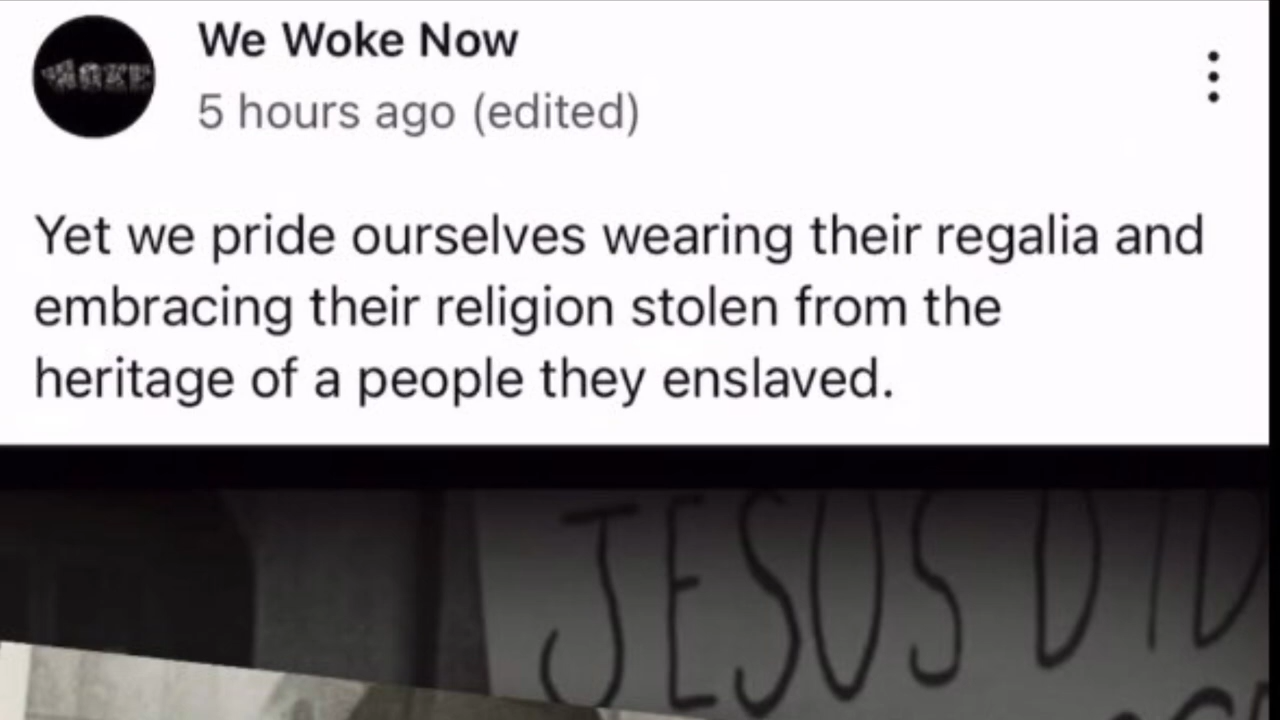 We Woke Now
5 hours ago (edited)
Yet we pride ourselves wearing their regalia and
embracing their religion stolen from the
heritage of a people they enslaved.
JESUS DID